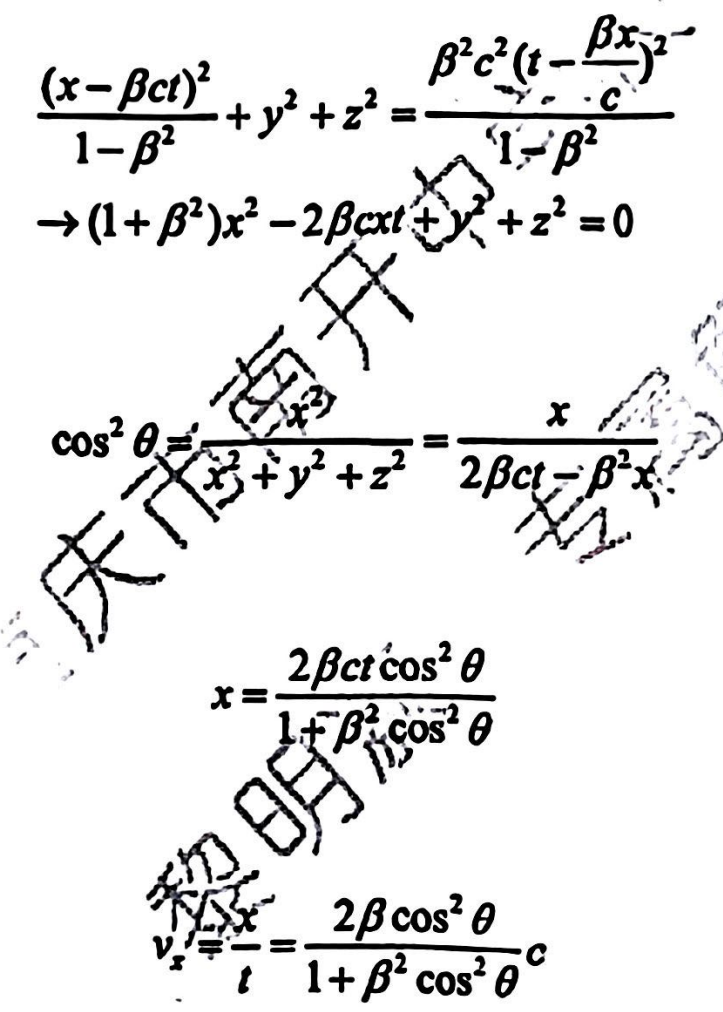 (x−βct)²/(1−β²) + y² + z² = β²c²(t−βx/c)²/(1−β²)
→(1+β²)x²−2βcxt+y²+z²=0
cos²θ = x²/(x²+y²+z²) = x/(2βct−β²x)
x = 2βct cos²θ/(1+β² cos²θ)
vₓ = x/t = 2β cos²θ/(1+β² cos²θ) c